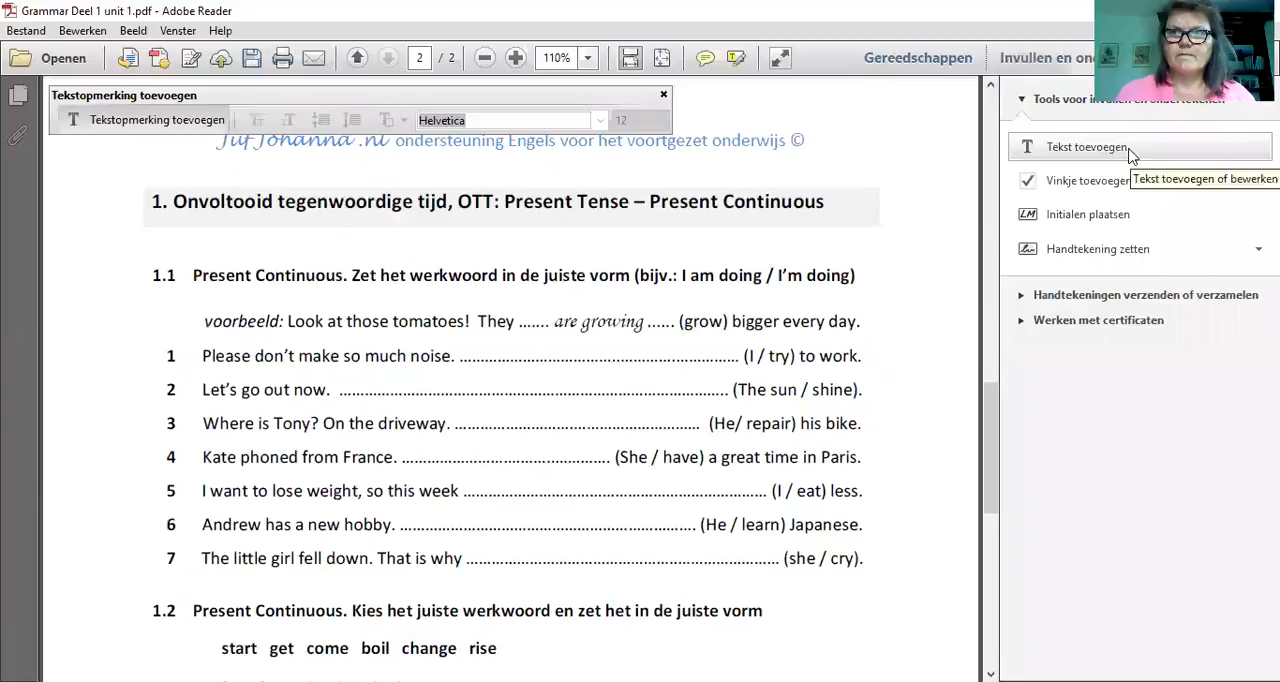 Grammar Deel 1 unit 1.pdf - Adobe Reader
Bestand Bewerken Beeld Venster Help
Openen 2 / 2 110% Gereedschappen Invullen en on
Tekstopmerking toevoegen
Tekstopmerking toevoegen Helvetica 12
Tools voor invullen en ondertekenen
Juf Johanna .nl ondersteuning Engels voor het voortgezet onderwijs ©
Tekst toevoegen
Tekst toevoegen of bewerken
Vinkje toevoegen
1. Onvoltooid tegenwoordige tijd, OTT: Present Tense – Present Continuous
LM Initialen plaatsen
Handtekening zetten
1.1 Present Continuous. Zet het werkwoord in de juiste vorm (bijv.: I am doing / I'm doing)
Handtekeningen verzenden of verzamelen
Werken met certificaten
voorbeeld: Look at those tomatoes! They ....... are growing ...... (grow) bigger every day.
1 Please don't make so much noise. ................................................................ (I / try) to work.
2 Let's go out now. .......................................................................................... (The sun / shine).
3 Where is Tony? On the driveway. ......................................................... (He/ repair) his bike.
4 Kate phoned from France. ................................................. (She / have) a great time in Paris.
5 I want to lose weight, so this week ....................................................................... (I / eat) less.
6 Andrew has a new hobby. ..................................................................... (He / learn) Japanese.
7 The little girl fell down. That is why ......................................................................... (she / cry).
1.2 Present Continuous. Kies het juiste werkwoord en zet het in de juiste vorm
start get come boil change rise